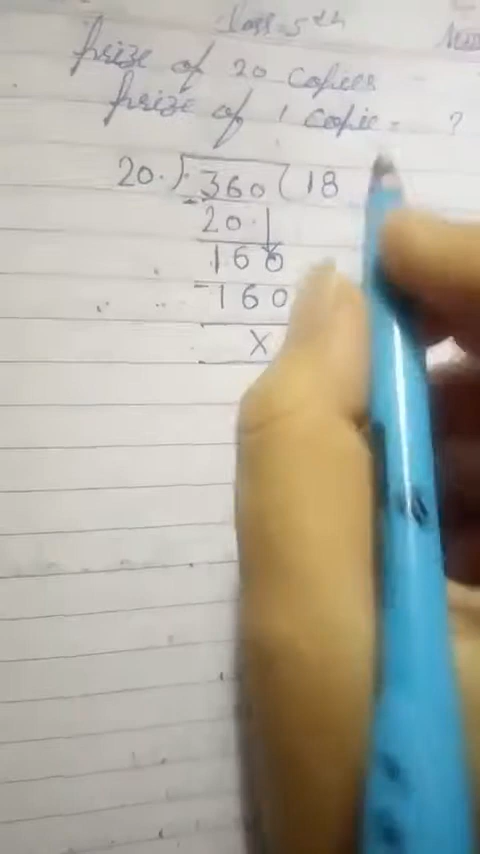 Class-5th
Prize of 20 copies
Prize of 1 copie = ?
20.) 360 ( 18
- 20
160
- 160
x